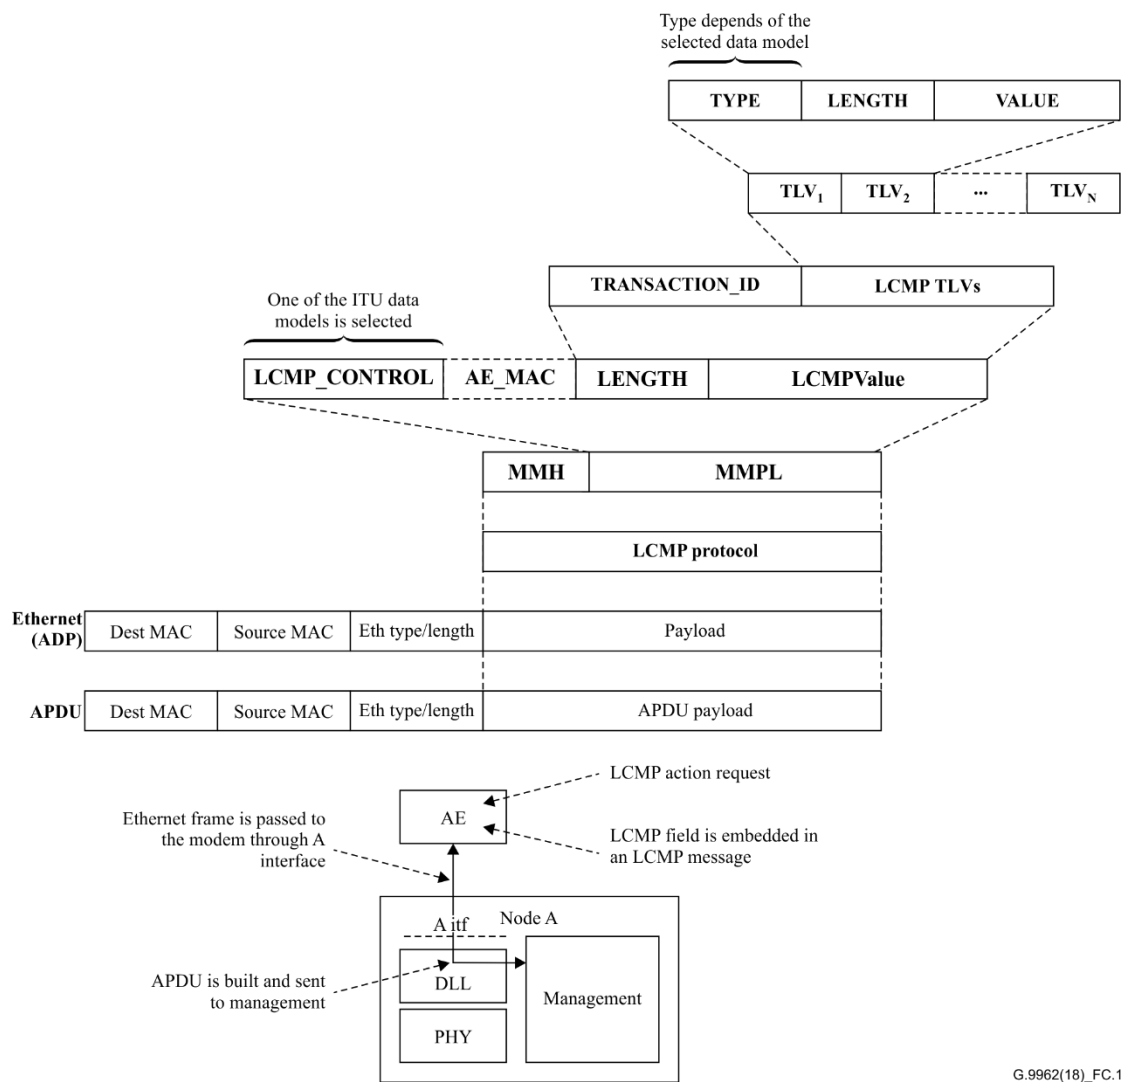 Type depends of the
selected data model
TYPE LENGTH VALUE
TLV1 TLV2 ... TLVN
TRANSACTION_ID LCMP TLVs
One of the ITU data
models is selected
LCMP_CONTROL AE_MAC LENGTH LCMPValue
MMH MMPL
LCMP protocol
Ethernet
(ADP)
Dest MAC Source MAC Eth type/length Payload
APDU Dest MAC Source MAC Eth type/length APDU payload
LCMP action request
AE
Ethernet frame is passed to
the modem through A
interface
LCMP field is embedded in
an LCMP message
A itf Node A
APDU is built and sent
to management
DLL
Management
PHY
G.9962(18)_FC.1